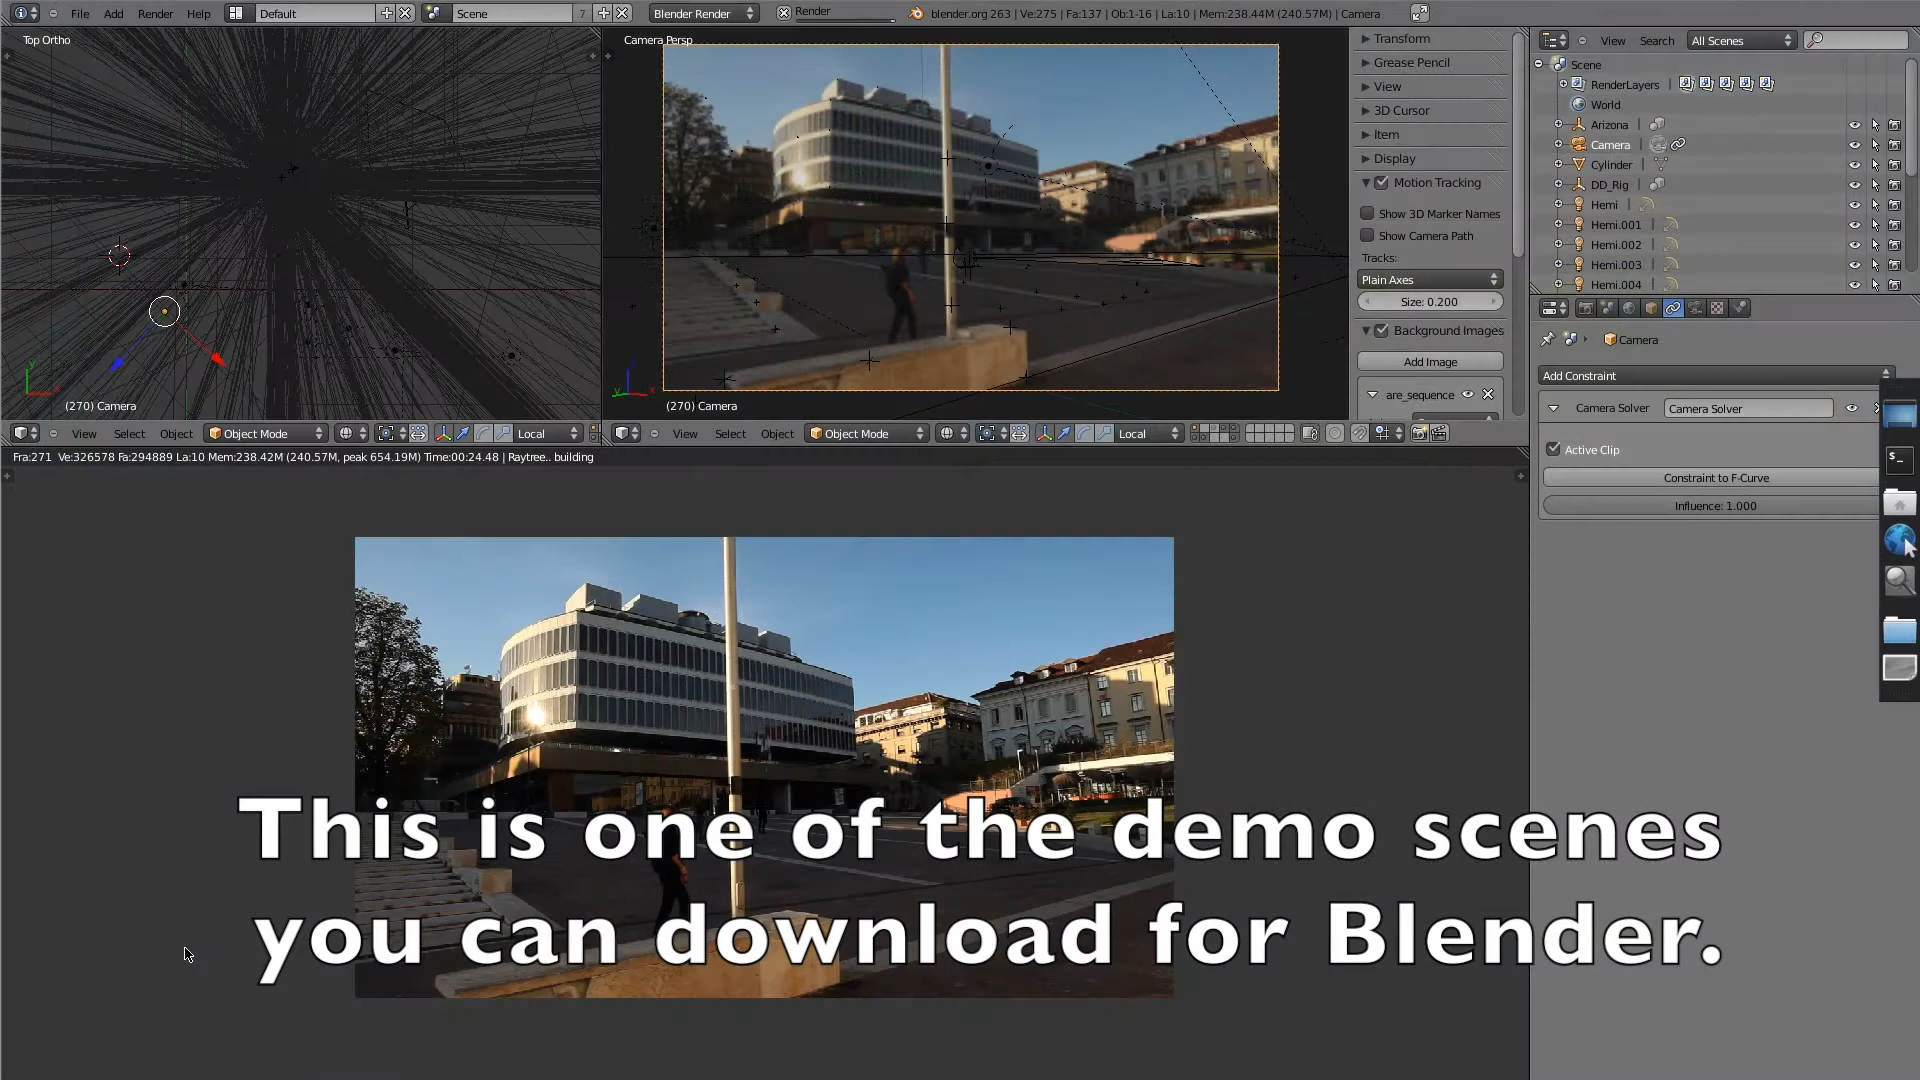 File Add Render Help Default Scene 7 Blender Render Render blender.org 263 | Ve:275 | Fa:137 | Ob:1-16 | La:10 | Mem:238.44M (240.57M) | Camera
Top Ortho
(270) Camera
View Select Object Object Mode Local
Camera Persp
(270) Camera
View Select Object Object Mode Local
Transform
Grease Pencil
View
3D Cursor
Item
Display
Motion Tracking
Show 3D Marker Names
Show Camera Path
Tracks:
Plain Axes
Size: 0.200
Background Images
Add Image
are_sequence
View Search All Scenes
Scene
RenderLayers
World
Arizona
Camera
Cylinder
DD_Rig
Hemi
Hemi.001
Hemi.002
Hemi.003
Hemi.004
Camera
Add Constraint
Camera Solver Camera Solver
Active Clip
Constraint to F-Curve
Influence: 1.000
$_
Fra:271 Ve:326578 Fa:294889 La:10 Mem:238.42M (240.57M, peak 654.19M) Time:00:24.48 | Raytree.. building
This is one of the demo scenes
you can download for Blender.